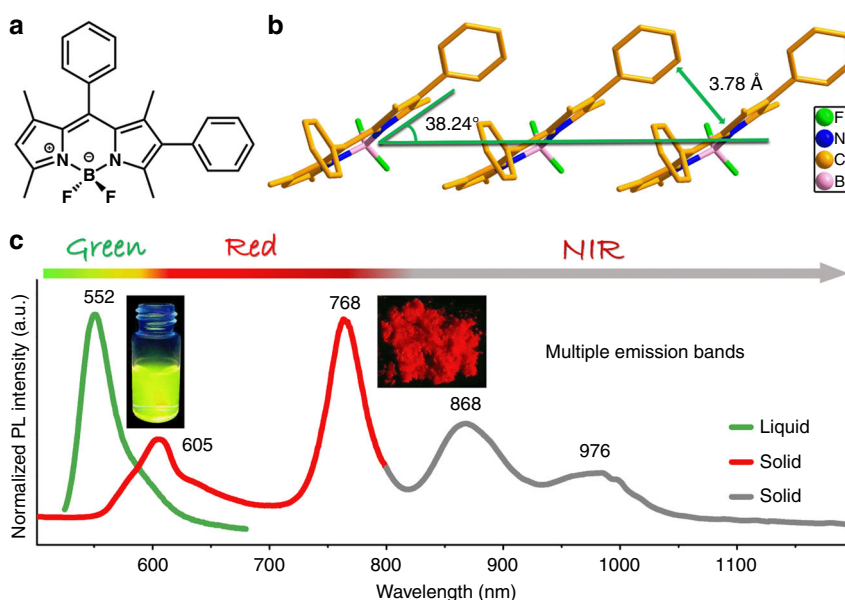 a
N
N
B
F
F
⊕
⊖
b
38.24°
3.78 Å
F
N
C
B
c
Green
Red
NIR
552
605
768
868
976
Multiple emission bands
Liquid
Solid
Solid
Normalized PL intensity (a.u.)
600
700
800
900
1000
1100
Wavelength (nm)